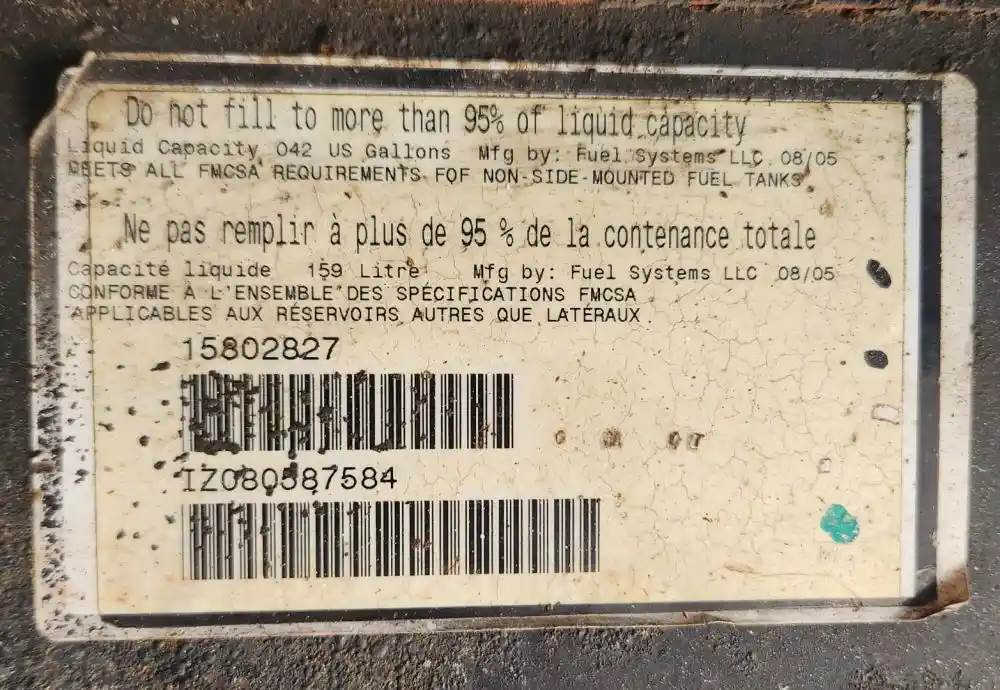 Do not fill to more than 95% of liquid capacity
Liquid Capacity 042 US Gallons Mfg by: Fuel Systems LLC 08/05
MEETS ALL FMCSA REQUIREMENTS FOR NON-SIDE-MOUNTED FUEL TANKS
Ne pas remplir à plus de 95 % de la contenance totale
Capacité liquide 159 Litre Mfg by: Fuel Systems LLC 08/05
CONFORME À L'ENSEMBLE DES SPÉCIFICATIONS FMCSA
APPLICABLES AUX RÉSERVOIRS AUTRES QUE LATÉRAUX.
15802827
IZ080587584